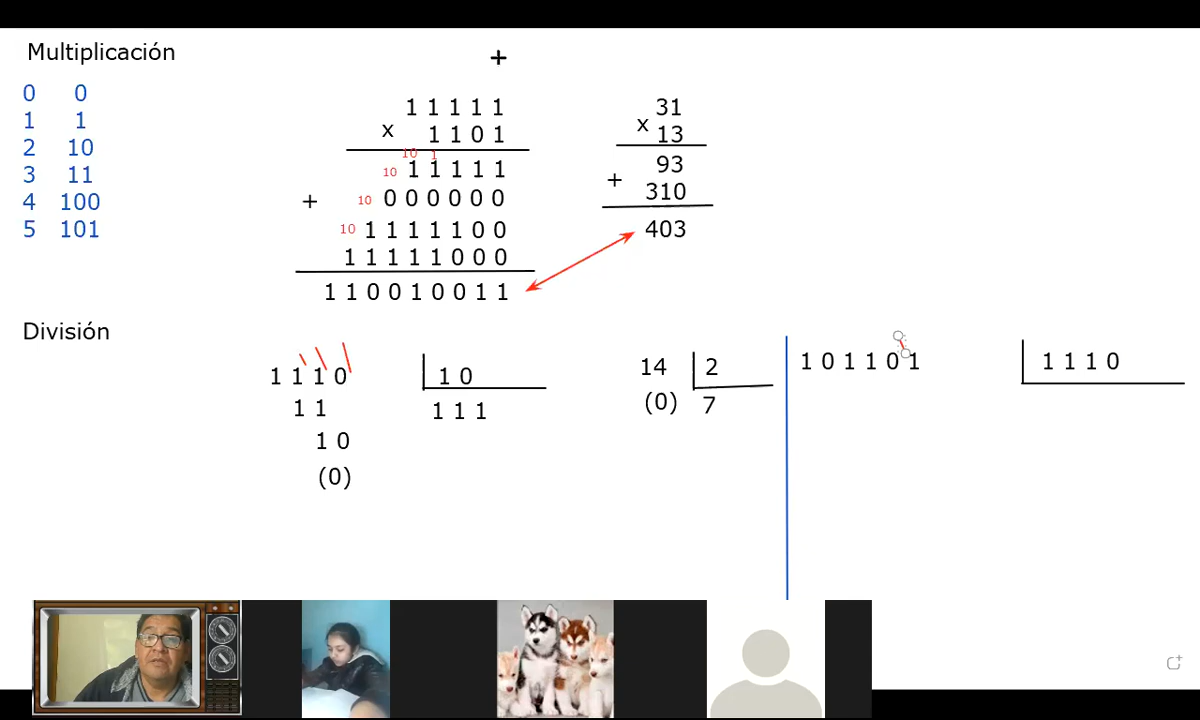 Multiplicación
+
0 0
1 1
2 10
3 11
4 100
5 101
1 1 1 1 1
x 1 1 0 1
10 1
10 1 1 1 1 1
+ 10 0 0 0 0 0 0
10 1 1 1 1 1 0 0
1 1 1 1 1 0 0 0
1 1 0 0 1 0 0 1 1
31
x 13
93
+ 310
403
División
1 1 1 0 1 0
1 1 1 1 1
1 0
(0)
14 2
(0) 7
1 0 1 1 0 1 1 1 1 0